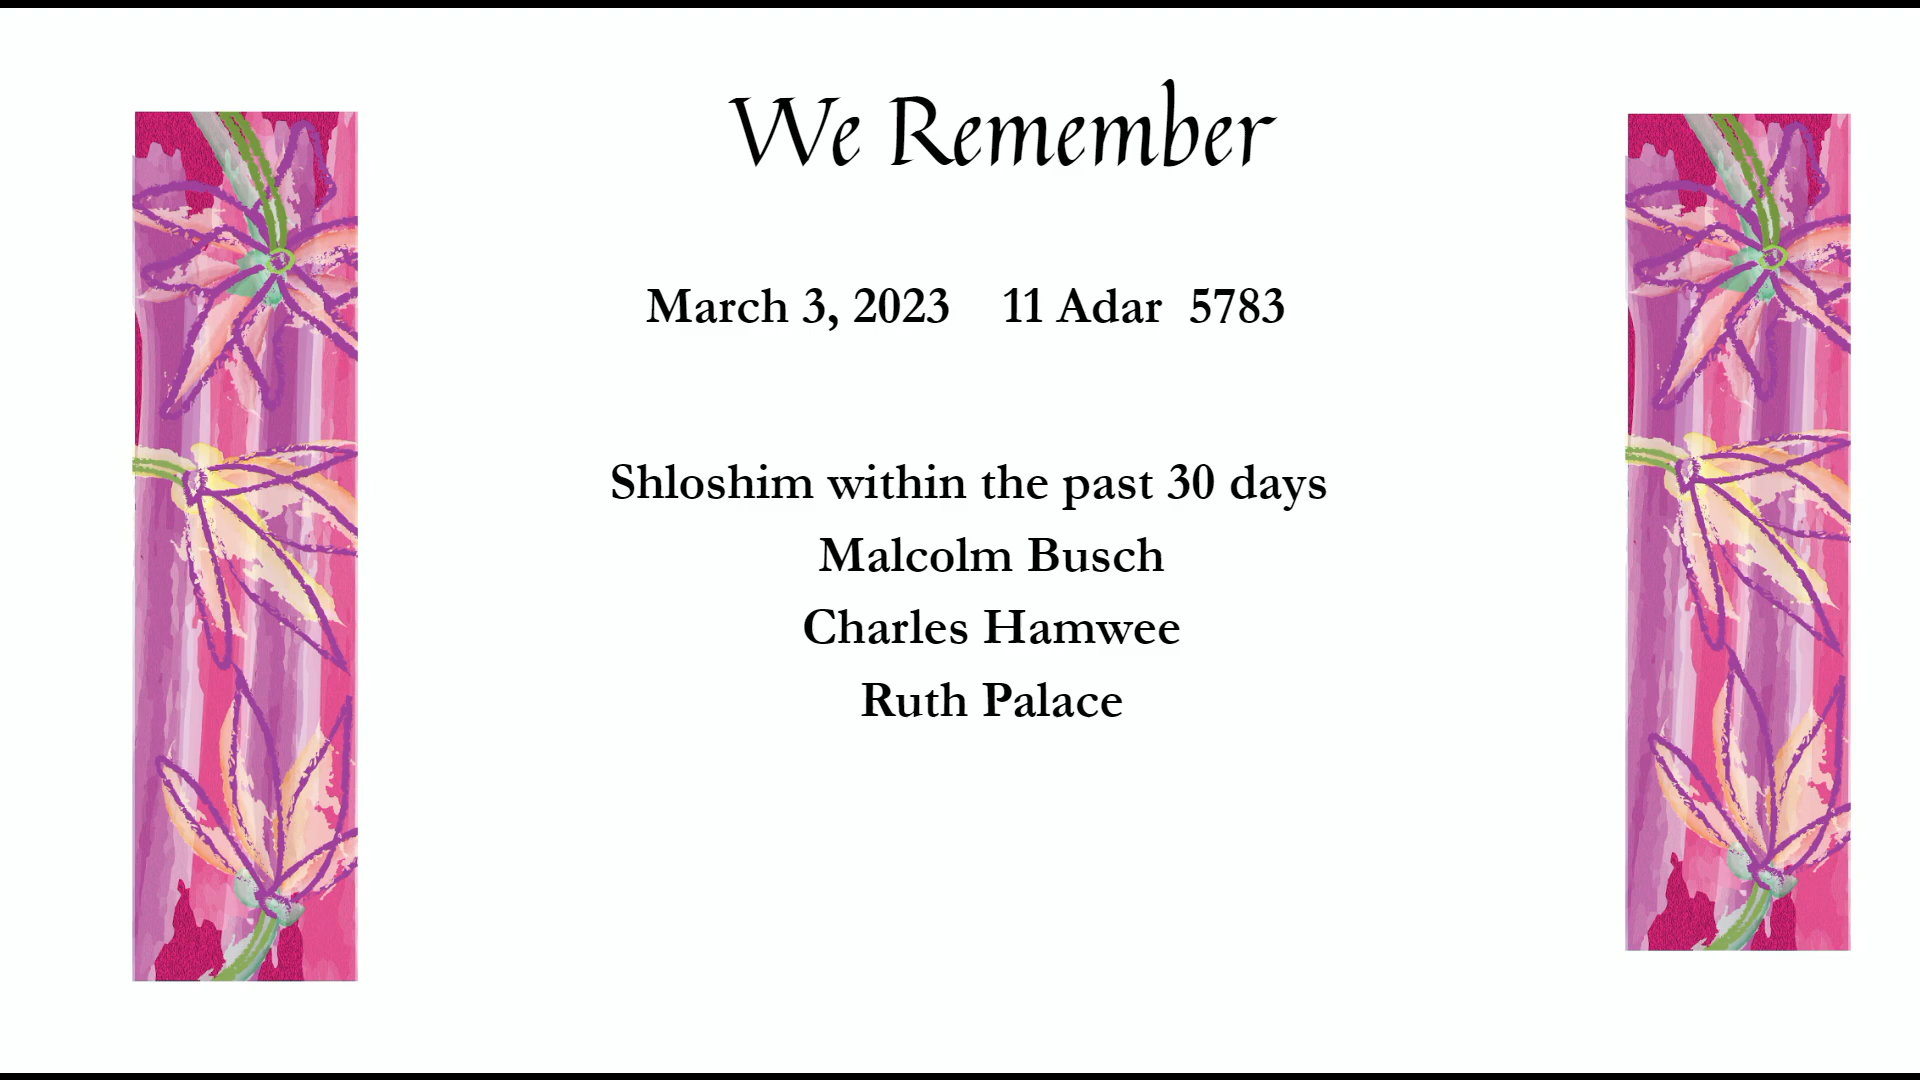 We Remember
March 3, 2023 11 Adar 5783
Shloshim within the past 30 days
Malcolm Busch
Charles Hamwee
Ruth Palace